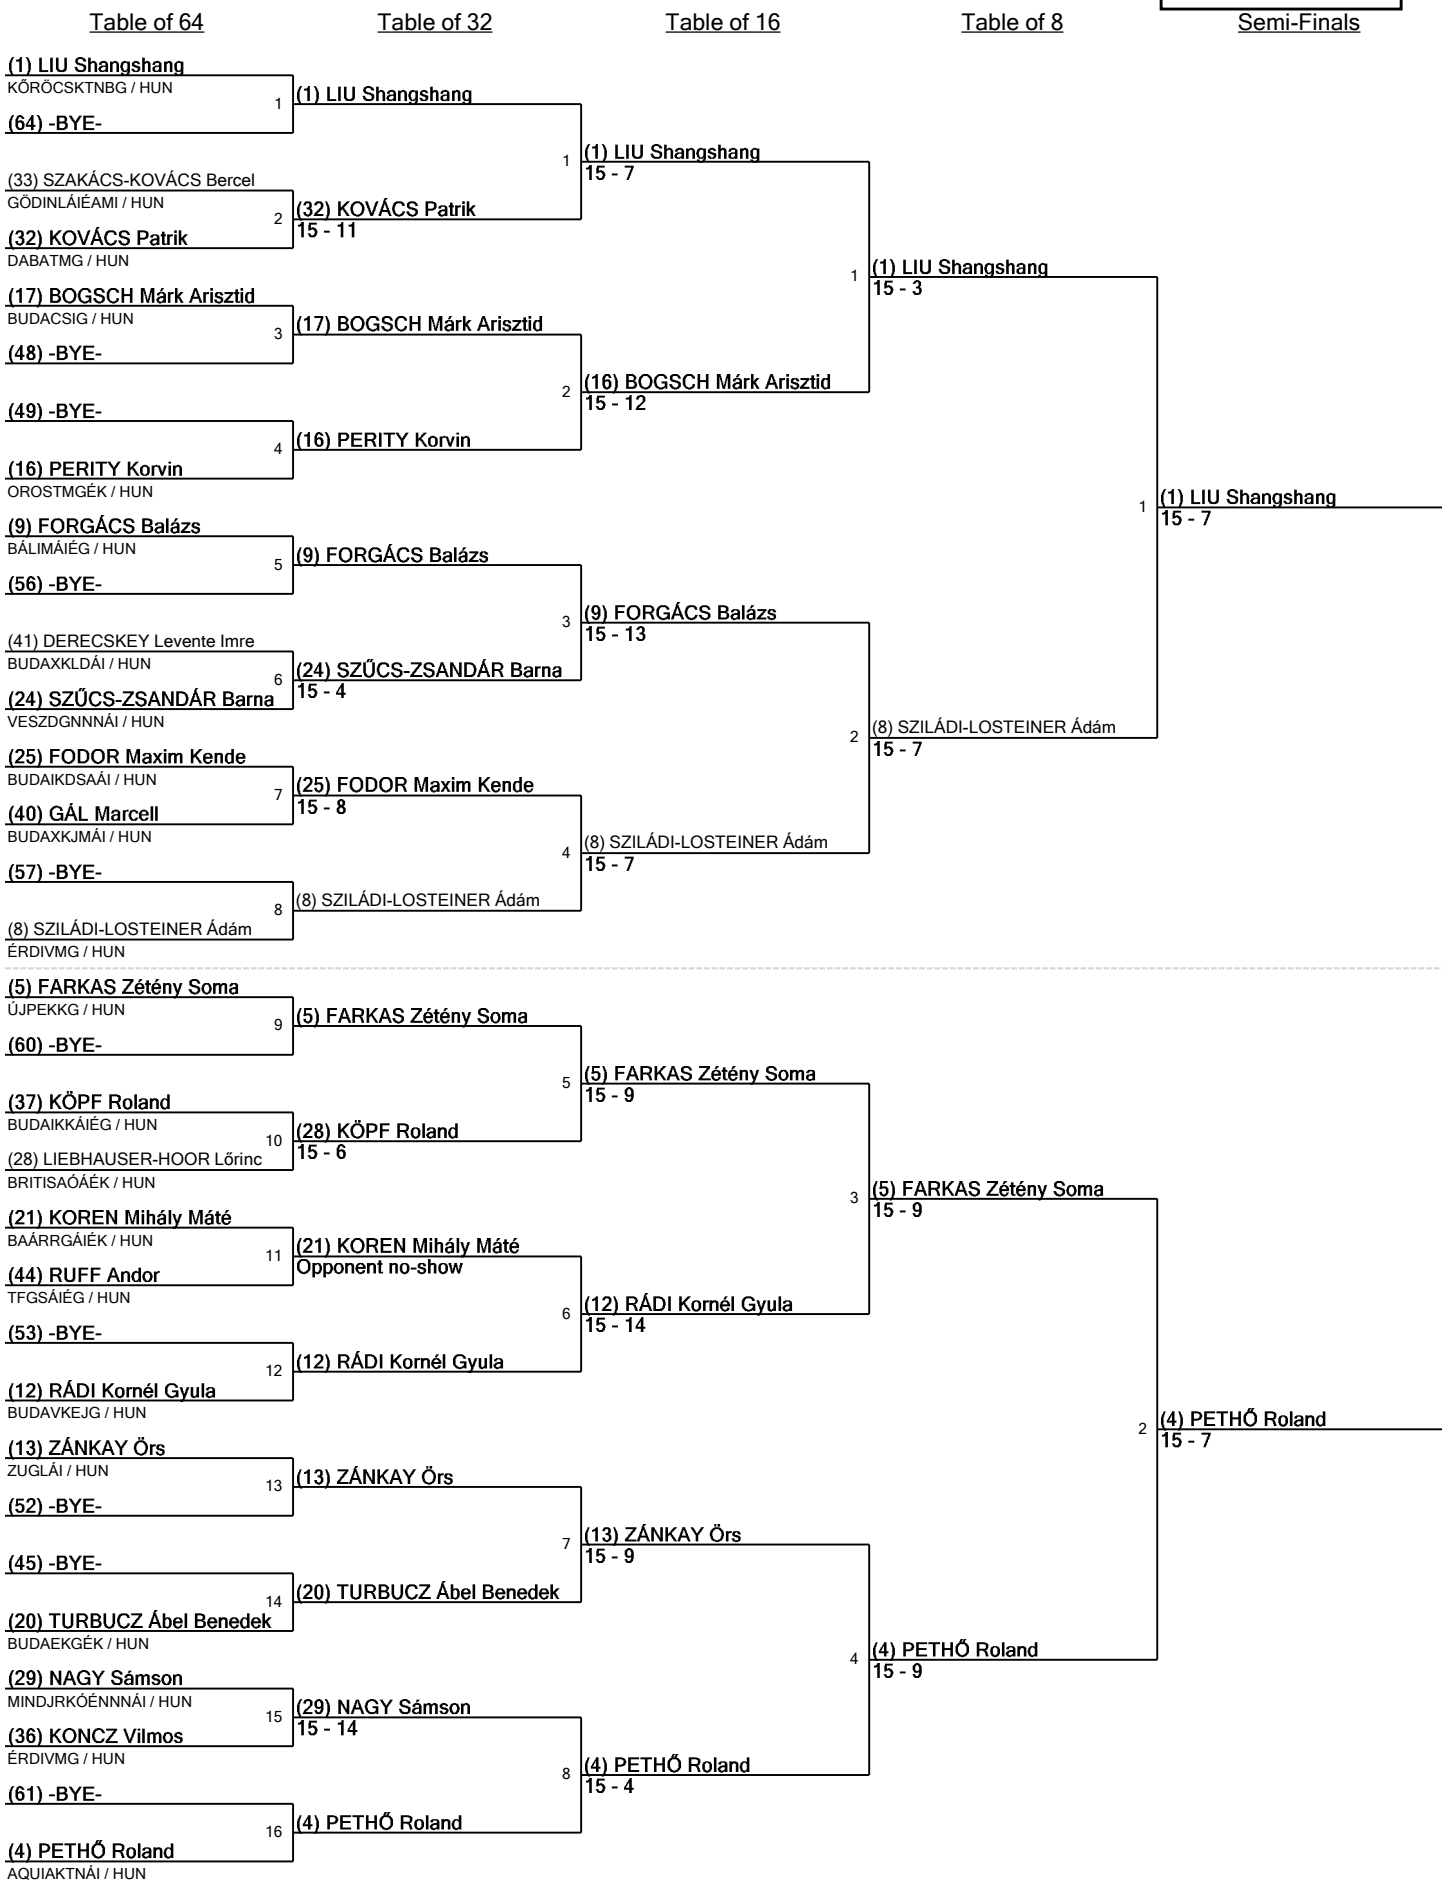 Table of 64
Table of 32
Table of 16
Table of 8
Semi-Finals
(1) LIU Shangshang
KŐRÖCSKTNBG / HUN
1
(64) -BYE-
(33) SZAKÁCS-KOVÁCS Bercel
GÖDINLÁIÉAMI / HUN
2
(32) KOVÁCS Patrik
DABATMG / HUN
(17) BOGSCH Márk Arisztid
BUDACSIG / HUN
3
(48) -BYE-
(49) -BYE-
4
(16) PERITY Korvin
OROSTMGÉK / HUN
(9) FORGÁCS Balázs
BÁLIMÁIÉG / HUN
5
(56) -BYE-
(41) DERECSKEY Levente Imre
BUDAXKLDÁI / HUN
6
(24) SZŰCS-ZSANDÁR Barna
VESZDGNNNÁI / HUN
(25) FODOR Maxim Kende
BUDAIKDSAÁI / HUN
7
(40) GÁL Marcell
BUDAXKJMÁI / HUN
(57) -BYE-
8
(8) SZILÁDI-LOSTEINER Ádám
ÉRDIVMG / HUN
(5) FARKAS Zétény Soma
ÚJPEKKG / HUN
9
(60) -BYE-
(37) KÖPF Roland
BUDAIKKÁIÉG / HUN
10
(28) LIEBHAUSER-HOOR Lőrinc
BRITISAÓÁÉK / HUN
(21) KOREN Mihály Máté
BAÁRRGÁIÉK / HUN
11
(44) RUFF Andor
TFGSÁIÉG / HUN
(53) -BYE-
12
(12) RÁDI Kornél Gyula
BUDAVKEJG / HUN
(13) ZÁNKAY Örs
ZUGLÁI / HUN
13
(52) -BYE-
(45) -BYE-
14
(20) TURBUCZ Ábel Benedek
BUDAEKGÉK / HUN
(29) NAGY Sámson
MINDJRKÓÉNNNÁI / HUN
15
(36) KONCZ Vilmos
ÉRDIVMG / HUN
(61) -BYE-
16
(4) PETHŐ Roland
AQUIAKTNÁI / HUN
(1) LIU Shangshang
1
(32) KOVÁCS Patrik
15 - 11
(17) BOGSCH Márk Arisztid
2
(16) PERITY Korvin
(9) FORGÁCS Balázs
3
(24) SZŰCS-ZSANDÁR Barna
15 - 4
(25) FODOR Maxim Kende
15 - 8
4
(8) SZILÁDI-LOSTEINER Ádám
(5) FARKAS Zétény Soma
5
(28) KÖPF Roland
15 - 6
(21) KOREN Mihály Máté
Opponent no-show
6
(12) RÁDI Kornél Gyula
(13) ZÁNKAY Örs
7
(20) TURBUCZ Ábel Benedek
(29) NAGY Sámson
15 - 14
8
(4) PETHŐ Roland
(1) LIU Shangshang
15 - 7
1
(16) BOGSCH Márk Arisztid
15 - 12
(9) FORGÁCS Balázs
15 - 13
2
(8) SZILÁDI-LOSTEINER Ádám
15 - 7
(5) FARKAS Zétény Soma
15 - 9
3
(12) RÁDI Kornél Gyula
15 - 14
(13) ZÁNKAY Örs
15 - 9
4
(4) PETHŐ Roland
15 - 4
(1) LIU Shangshang
15 - 3
1
(8) SZILÁDI-LOSTEINER Ádám
15 - 7
(5) FARKAS Zétény Soma
15 - 9
2
(4) PETHŐ Roland
15 - 9
(1) LIU Shangshang
15 - 7
(4) PETHŐ Roland
15 - 7